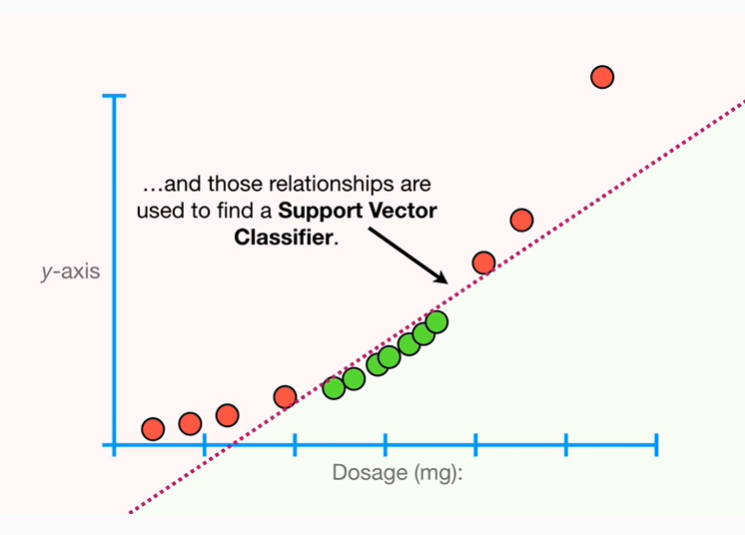 …and those relationships are
used to find a Support Vector
Classifier.
y-axis
Dosage (mg):